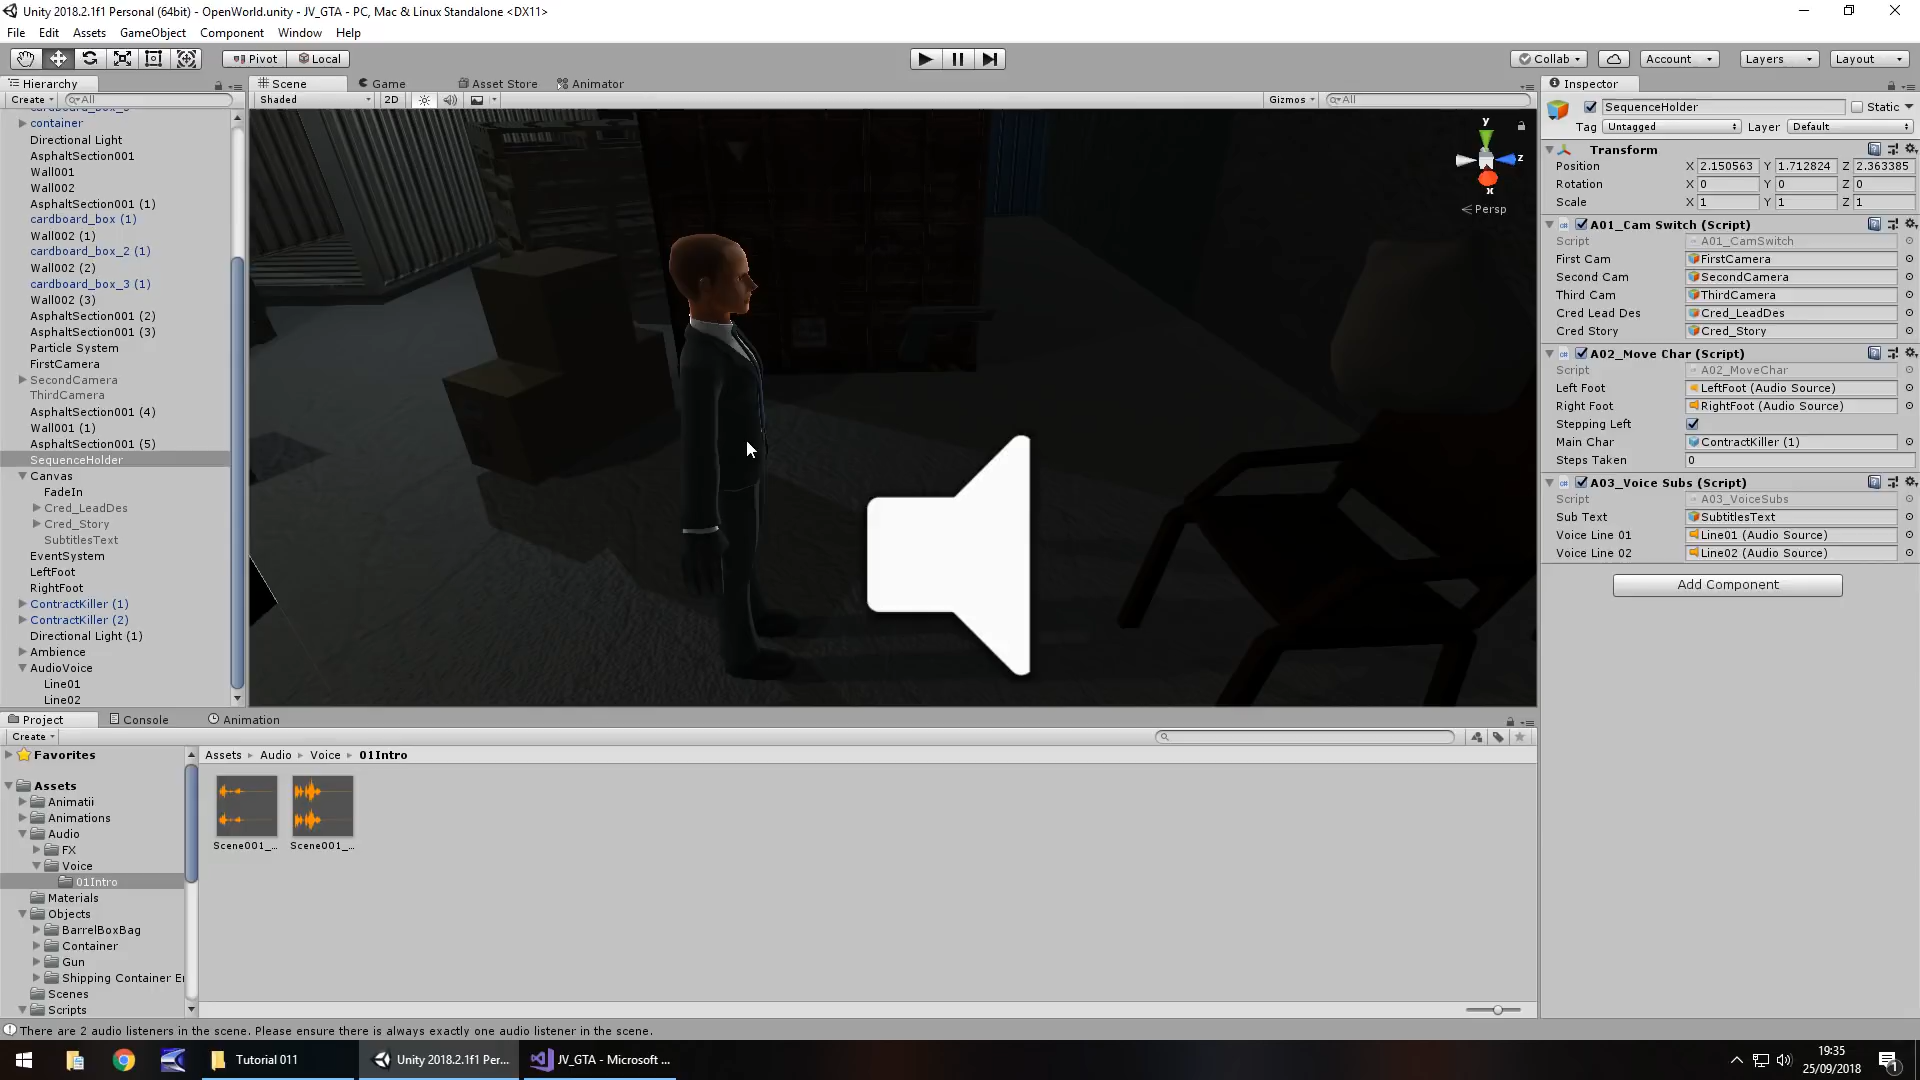 Unity 2018.2.1f1 Personal (64bit) - OpenWorld.unity - JV_GTA - PC, Mac & Linux Standalone <DX11>
File Edit Assets GameObject Component Window Help
Pivot Local Collab Account Layers Layout
Hierarchy Scene Game Asset Store Animator Inspector
Create All Shaded 2D Gizmos All
container
Directional Light
AsphaltSection001
Wall001
Wall002
AsphaltSection001 (1)
cardboard_box (1)
Wall002 (1)
cardboard_box_2 (1)
Wall002 (2)
cardboard_box_3 (1)
Wall002 (3)
AsphaltSection001 (2)
AsphaltSection001 (3)
Particle System
FirstCamera
SecondCamera
ThirdCamera
AsphaltSection001 (4)
Wall001 (1)
AsphaltSection001 (5)
SequenceHolder
Canvas
FadeIn
Cred_LeadDes
Cred_Story
SubtitlesText
EventSystem
LeftFoot
RightFoot
ContractKiller (1)
ContractKiller (2)
Directional Light (1)
Ambience
AudioVoice
Line01
Line02
y
z
x
Persp
SequenceHolder Static
Tag Untagged Layer Default
Transform
Position X 2.150563 Y 1.712824 Z 2.363385
Rotation X 0 Y 0 Z 0
Scale X 1 Y 1 Z 1
A01_Cam Switch (Script)
Script A01_CamSwitch
First Cam FirstCamera
Second Cam SecondCamera
Third Cam ThirdCamera
Cred Lead Des Cred_LeadDes
Cred Story Cred_Story
A02_Move Char (Script)
Script A02_MoveChar
Left Foot LeftFoot (Audio Source)
Right Foot RightFoot (Audio Source)
Stepping Left
Main Char ContractKiller (1)
Steps Taken 0
A03_Voice Subs (Script)
Script A03_VoiceSubs
Sub Text SubtitlesText
Voice Line 01 Line01 (Audio Source)
Voice Line 02 Line02 (Audio Source)
Add Component
Project Console Animation
Create
Favorites
Assets
Animatii
Animations
Audio
FX
Voice
01Intro
Materials
Objects
BarrelBoxBag
Container
Gun
Shipping Container
Scenes
Scripts
Assets Audio Voice 01Intro
Scene001_... Scene001_...
There are 2 audio listeners in the scene. Please ensure there is always exactly one audio listener in the scene.
Tutorial 011 Unity 2018.2.1f1 Per... JV_GTA - Microsoft ...
19:35
25/09/2018
1